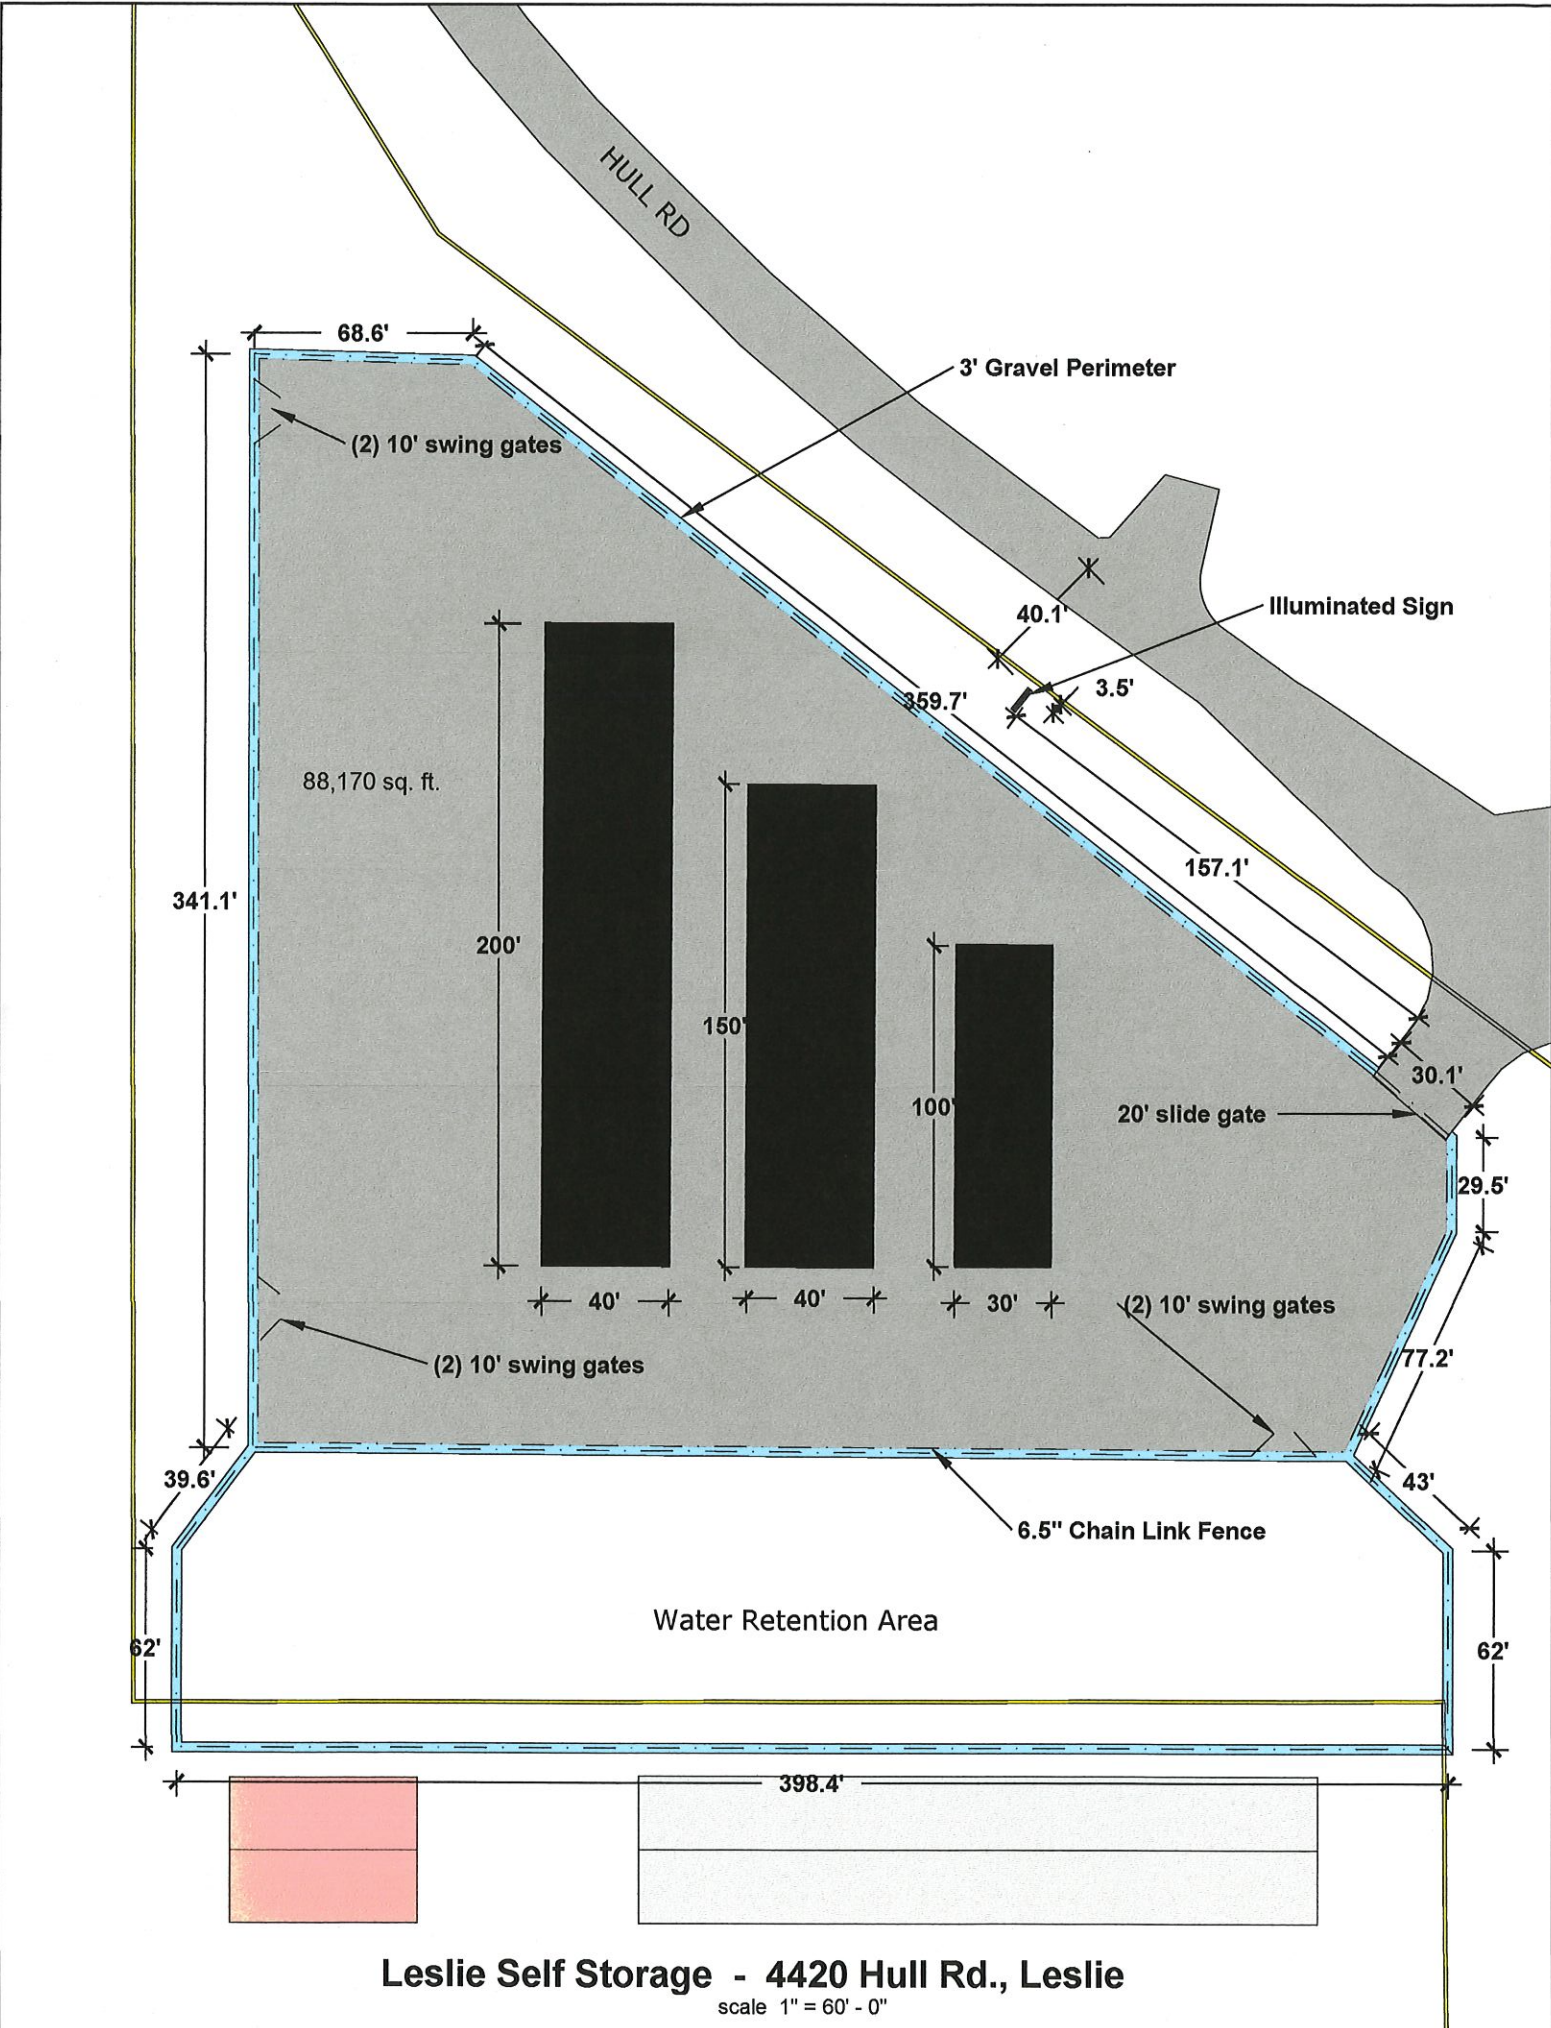 HULL RD
68.6'
3' Gravel Perimeter
(2) 10' swing gates
Illuminated Sign
40.1'
3.5'
359.7'
88,170 sq. ft.
157.1'
341.1'
200'
150'
30.1'
100'
20' slide gate
29.5'
40'
40'
30'
(2) 10' swing gates
77.2'
(2) 10' swing gates
39.6'
43'
6.5" Chain Link Fence
Water Retention Area
62'
62'
398.4'
Leslie Self Storage - 4420 Hull Rd., Leslie
scale 1" = 60' - 0"